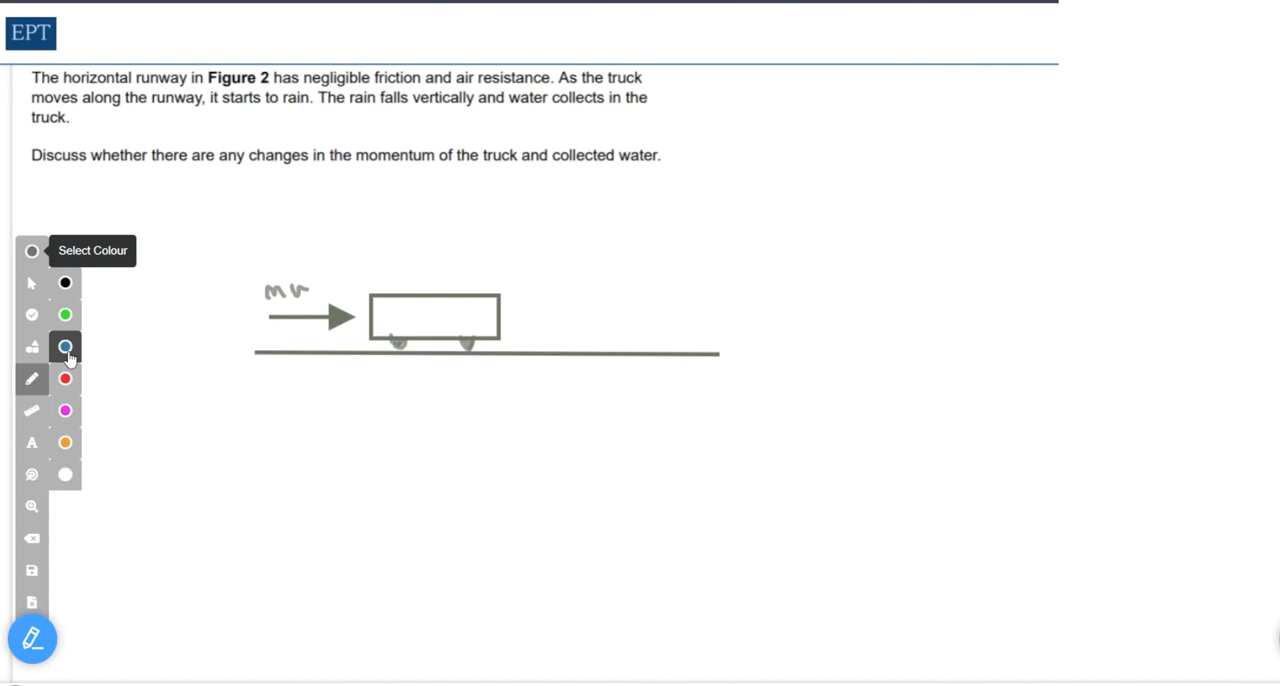 EPT
The horizontal runway in Figure 2 has negligible friction and air resistance. As the truck
moves along the runway, it starts to rain. The rain falls vertically and water collects in the
truck.
Discuss whether there are any changes in the momentum of the truck and collected water.
Select Colour
mv
A